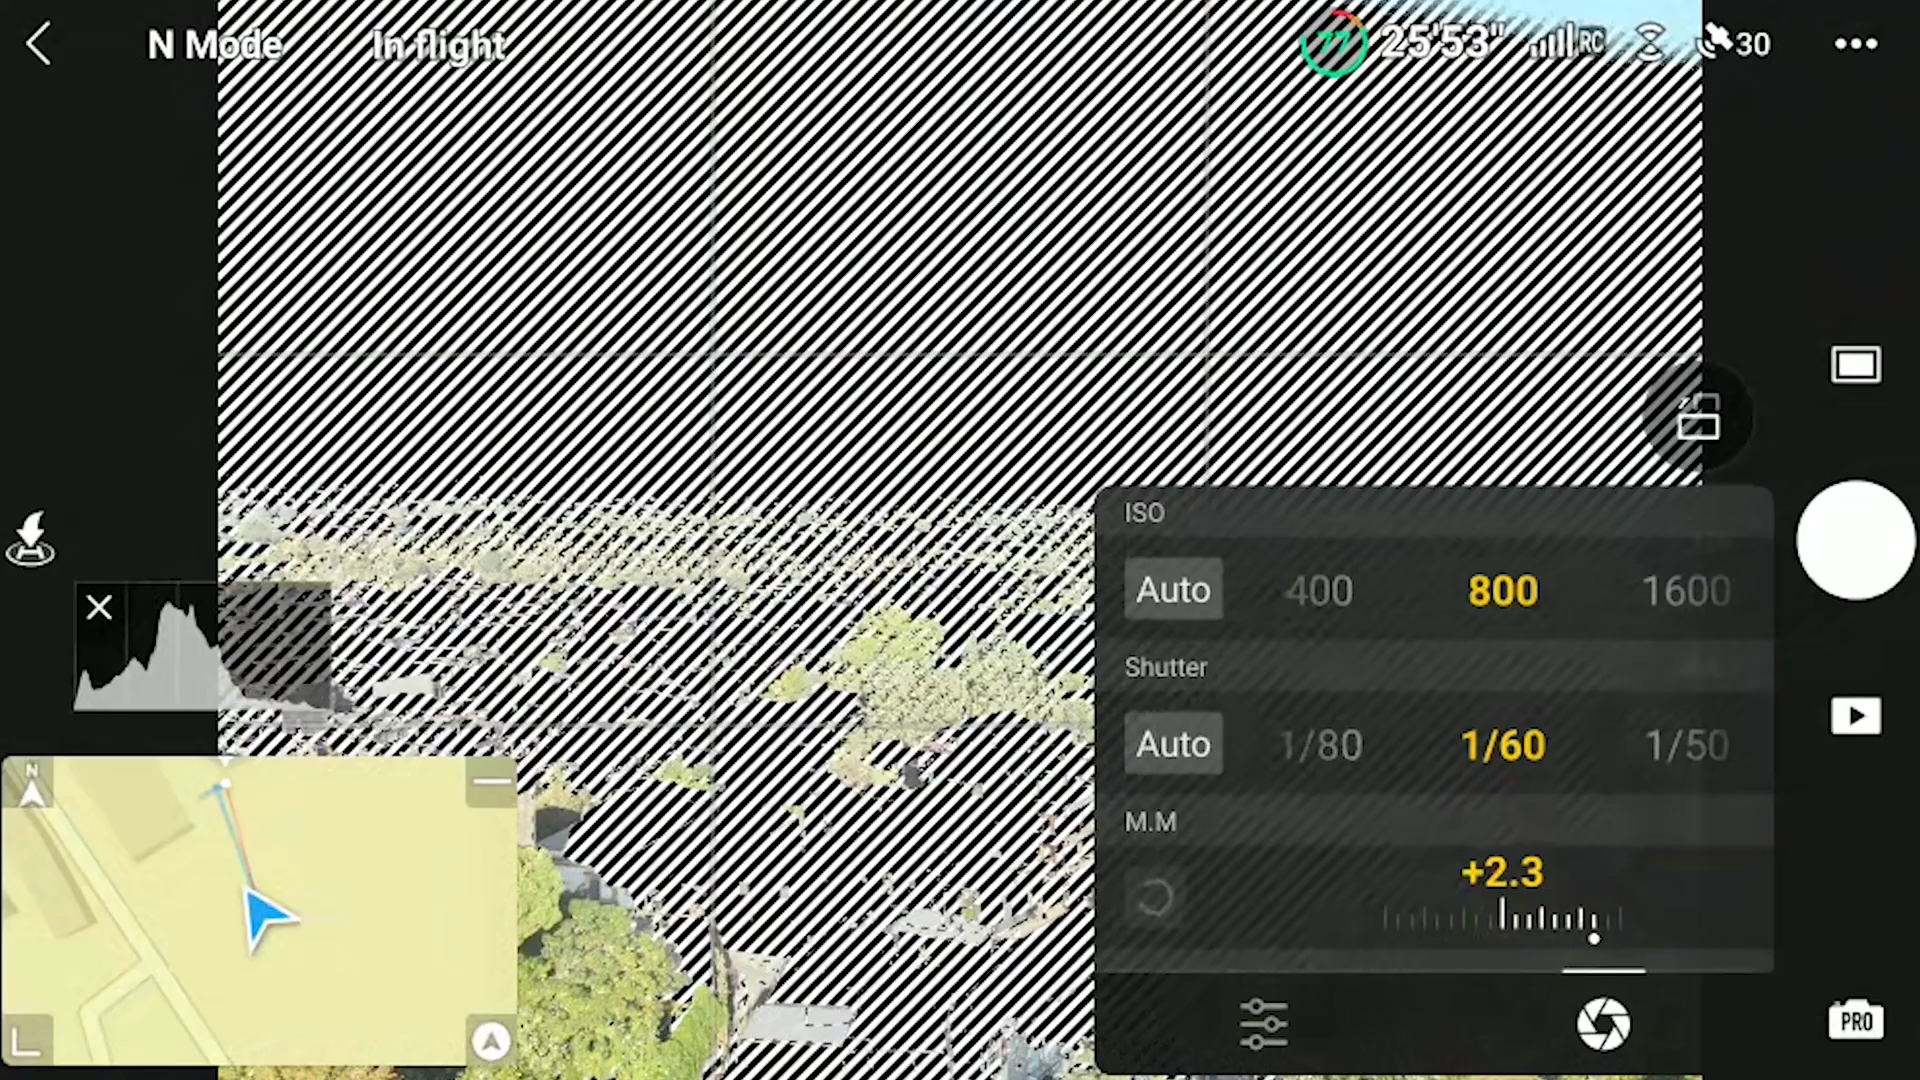 N Mode In flight 77 25'53" RC 30
ISO
Auto 400 800 1600
Shutter
Auto 1/80 1/60 1/50
M.M
+2.3
N
PRO